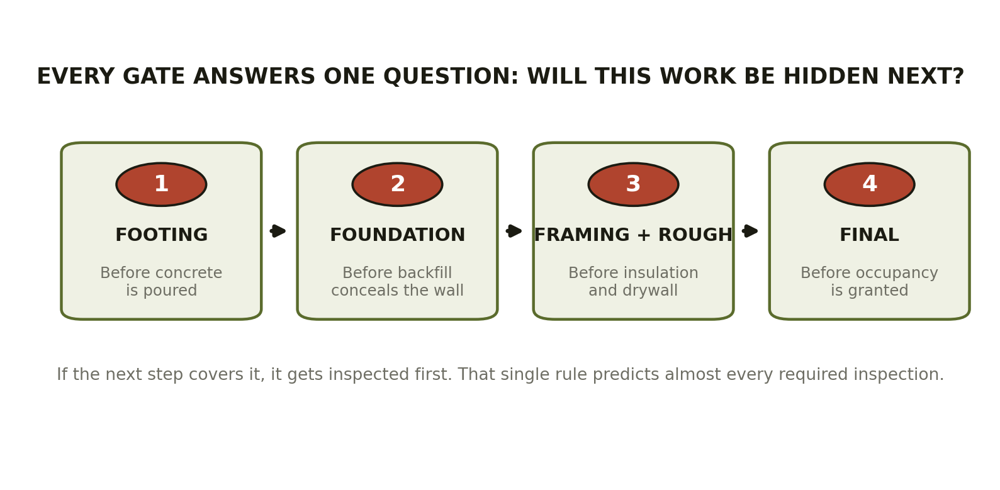 EVERY GATE ANSWERS ONE QUESTION: WILL THIS WORK BE HIDDEN NEXT?
1
FOOTING
Before concrete
is poured
2
FOUNDATION
Before backfill
conceals the wall
3
FRAMING + ROUGH
Before insulation
and drywall
4
FINAL
Before occupancy
is granted
If the next step covers it, it gets inspected first. That single rule predicts almost every required inspection.